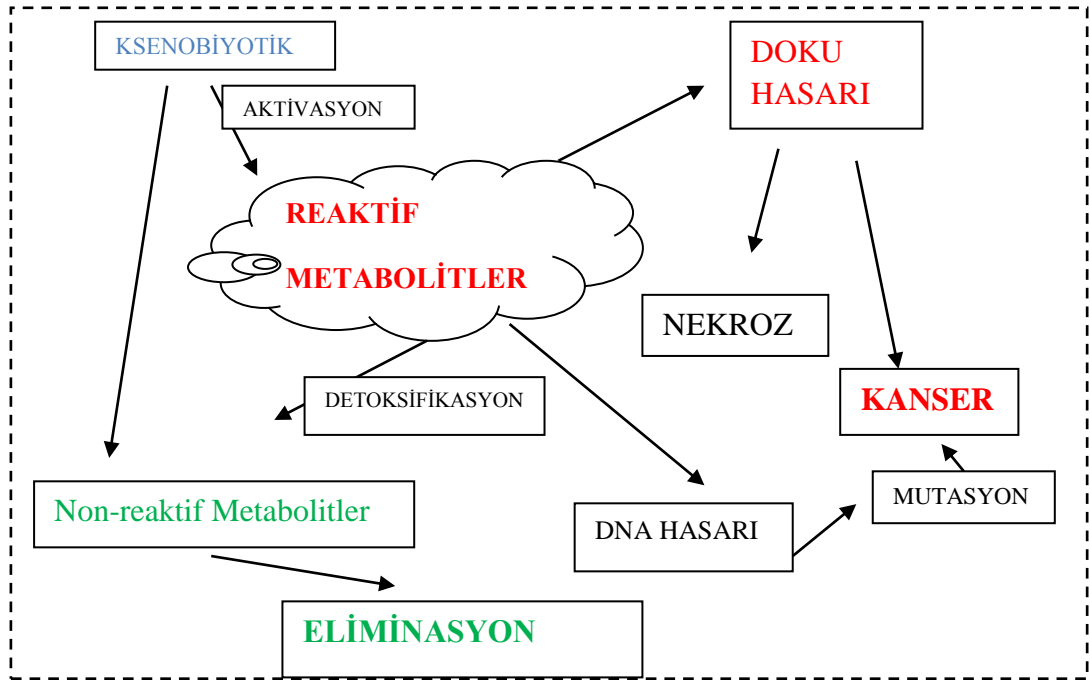 KSENOBİYOTİK
AKTİVASYON
DOKU
HASARI
REAKTİF
METABOLİTLER
NEKROZ
DETOKSİFİKASYON
KANSER
Non-reaktif Metabolitler
DNA HASARI
MUTASYON
ELİMİNASYON